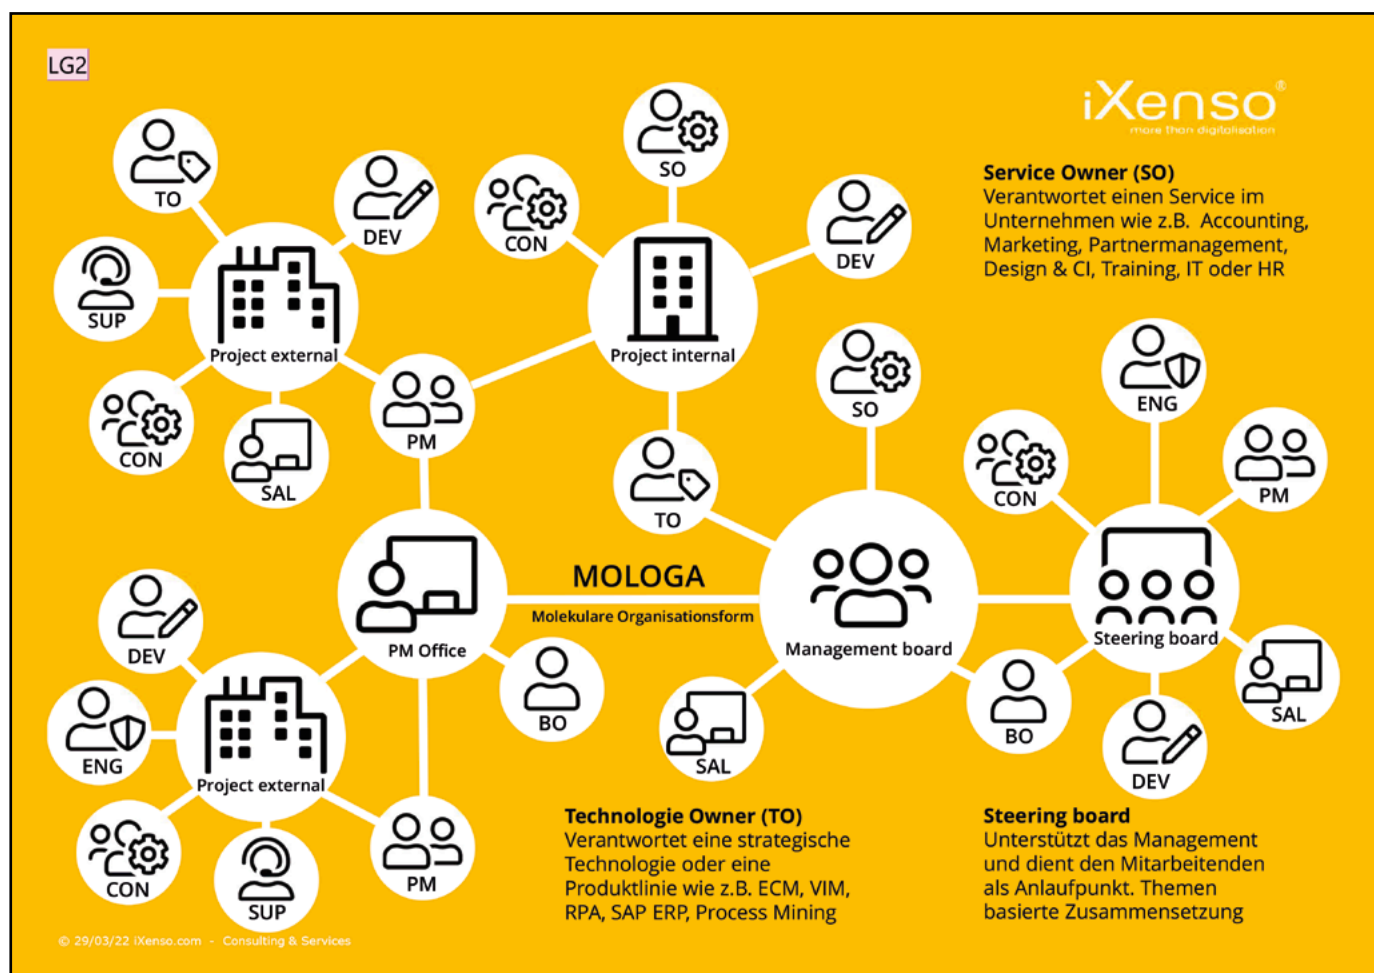 LG2
iXenso®
more than digitalisation
Service Owner (SO)
Verantwortet einen Service im
Unternehmen wie z.B. Accounting,
Marketing, Partnermanagement,
Design & CI, Training, IT oder HR
TO
DEV
SUP
Project external
CON
SAL
PM
SO
CON
DEV
Project internal
TO
SO
ENG
CON
PM
MOLOGA
Molekulare Organisationsform
PM Office
BO
Management board
SAL
Steering board
BO
SAL
DEV
DEV
ENG
Project external
CON
SUP
PM
Technologie Owner (TO)
Verantwortet eine strategische
Technologie oder eine
Produktlinie wie z.B. ECM, VIM,
RPA, SAP ERP, Process Mining
Steering board
Unterstützt das Management
und dient den Mitarbeitenden
als Anlaufpunkt. Themen
basierte Zusammensetzung
© 29/03/22 iXenso.com - Consulting & Services